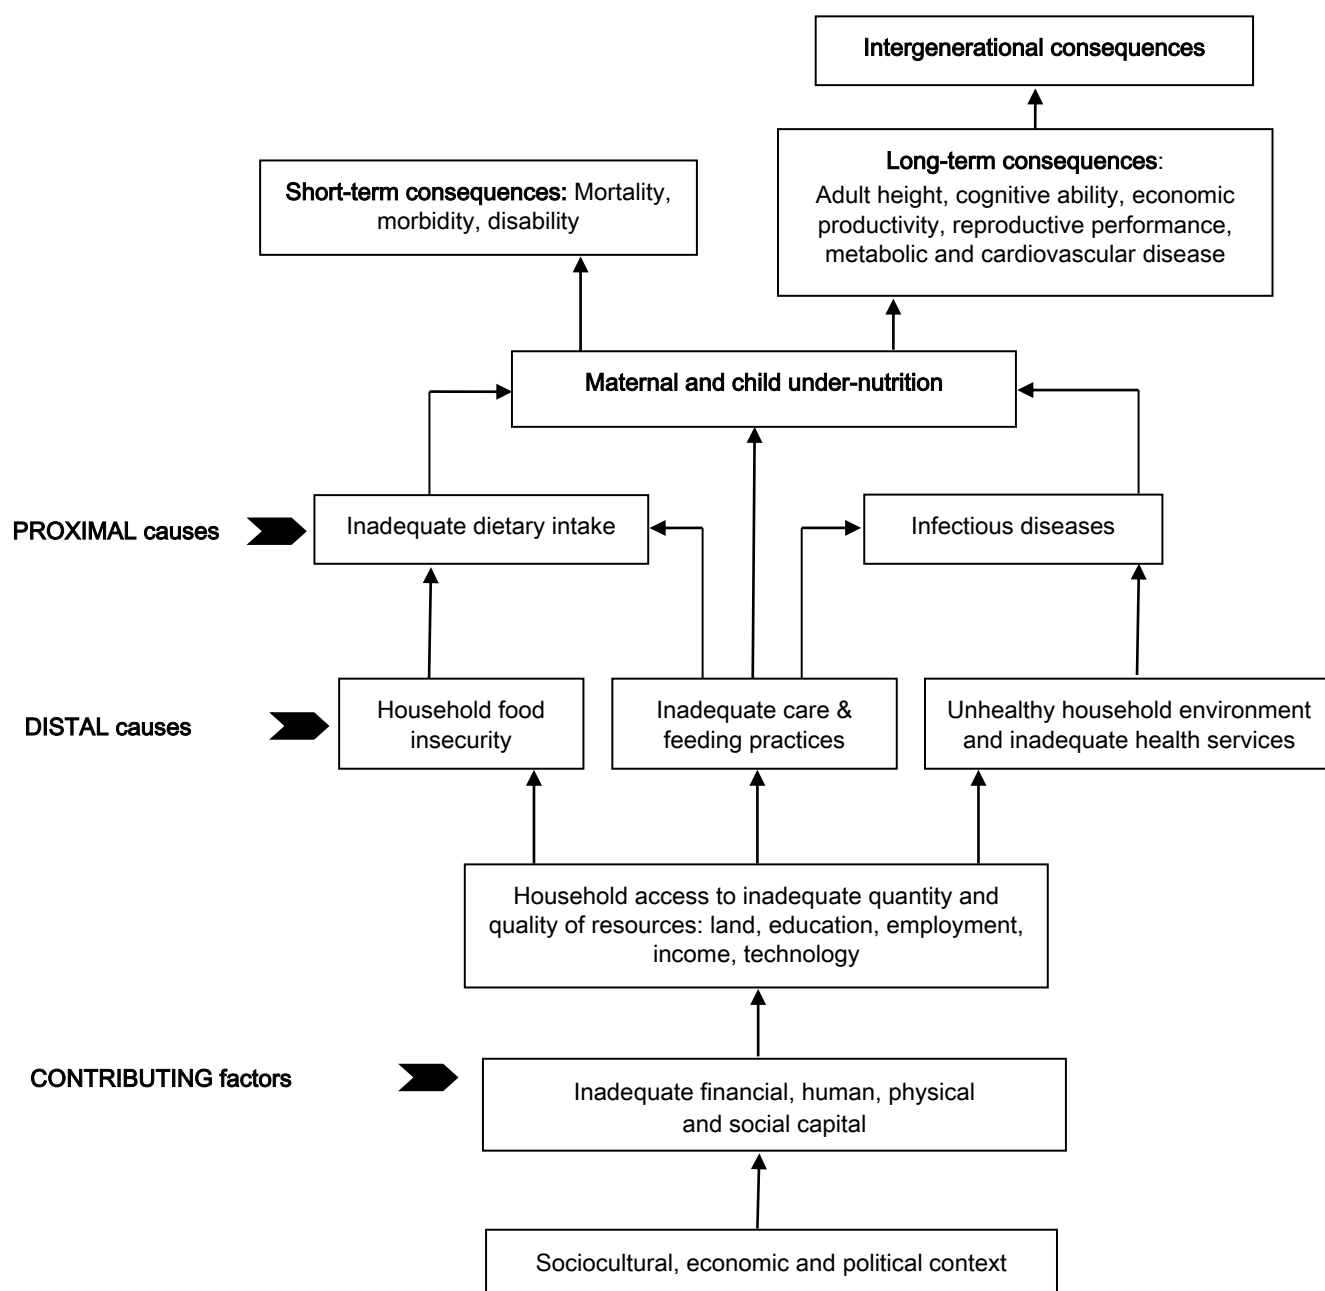 Intergenerational consequences
Long-term consequences:
Adult height, cognitive ability, economic
productivity, reproductive performance,
metabolic and cardiovascular disease
Short-term consequences: Mortality,
morbidity, disability
Maternal and child under-nutrition
PROXIMAL causes
Inadequate dietary intake
Infectious diseases
DISTAL causes
Household food
insecurity
Inadequate care &
feeding practices
Unhealthy household environment
and inadequate health services
Household access to inadequate quantity and
quality of resources: land, education, employment,
income, technology
CONTRIBUTING factors
Inadequate financial, human, physical
and social capital
Sociocultural, economic and political context